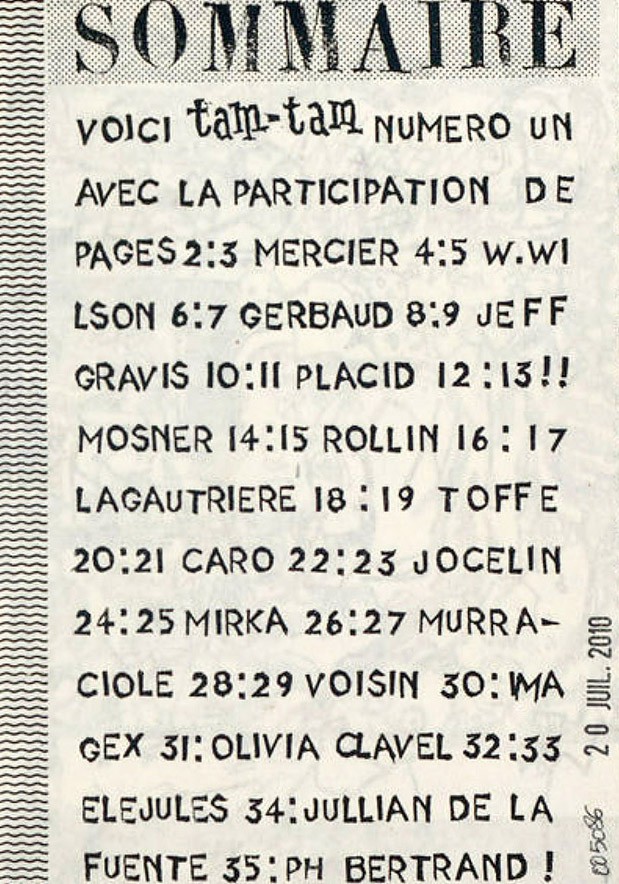 SOMMAIRE
VOICI tam-tam NUMERO UN
AVEC LA PARTICIPATION DE
PAGES 2:3 MERCIER 4:5 W.WI
LSON 6:7 GERBAUD 8:9 JEFF
GRAVIS 10:11 PLACID 12:13!!
MOSNER 14:15 ROLLIN 16:17
LAGAUTRIERE 18:19 TOFFE
20:21 CARO 22:23 JOCELIN
24:25 MIRKA 26:27 MURRA-
CIOLE 28:29 VOISIN 30:IMA
GEX 31:OLIVIA CLAVEL 32:33
ELEJULES 34:JULLIAN DE LA
FUENTE 35:PH BERTRAND !
20 JUIL. 2010